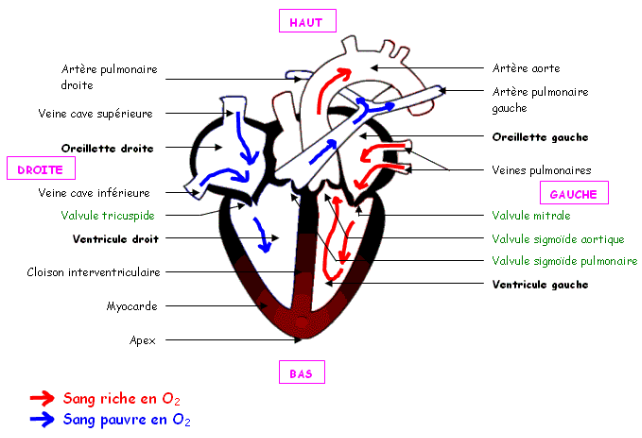 HAUT
Artère pulmonaire
droite
Veine cave supérieure
Oreillette droite
DROITE
Veine cave inférieure
Valvule tricuspide
Ventricule droit
Cloison interventriculaire
Myocarde
Apex
Artère aorte
Artère pulmonaire
gauche
Oreillette gauche
Veines pulmonaires
GAUCHE
Valvule mitrale
Valvule sigmoïde aortique
Valvule sigmoïde pulmonaire
Ventricule gauche
BAS
Sang riche en O₂
Sang pauvre en O₂